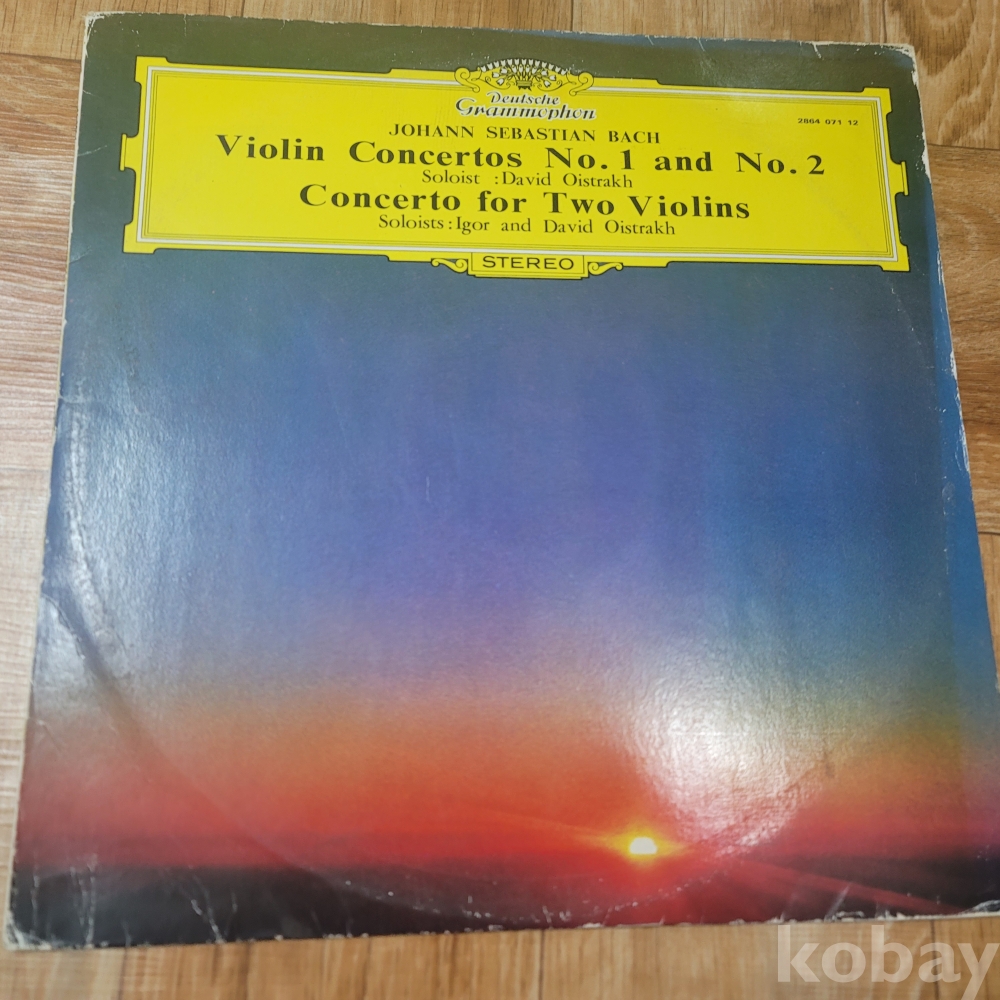 Deutsche
Grammophon
2864 071 12
JOHANN SEBASTIAN BACH
Violin Concertos No. 1 and No. 2
Soloist :David Oistrakh
Concerto for Two Violins
Soloists: Igor and David Oistrakh
STEREO
kobay